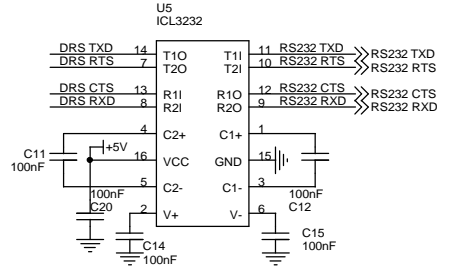 U5
ICL3232
DRS TXD 14 T1O T1I 11 RS232 TXD RS232 TXD
DRS RTS 7 T2O T2I 10 RS232 RTS RS232 RTS
DRS CTS 13 R1I R1O 12 RS232 CTS RS232 CTS
DRS RXD 8 R2I R2O 9 RS232 RXD RS232 RXD
4 C2+ C1+ 1
C11 100nF
+5V
16 VCC GND 15
5 C2- C1- 3
100nF C20
100nF C12
2 V+ V- 6
C14 100nF
C15 100nF